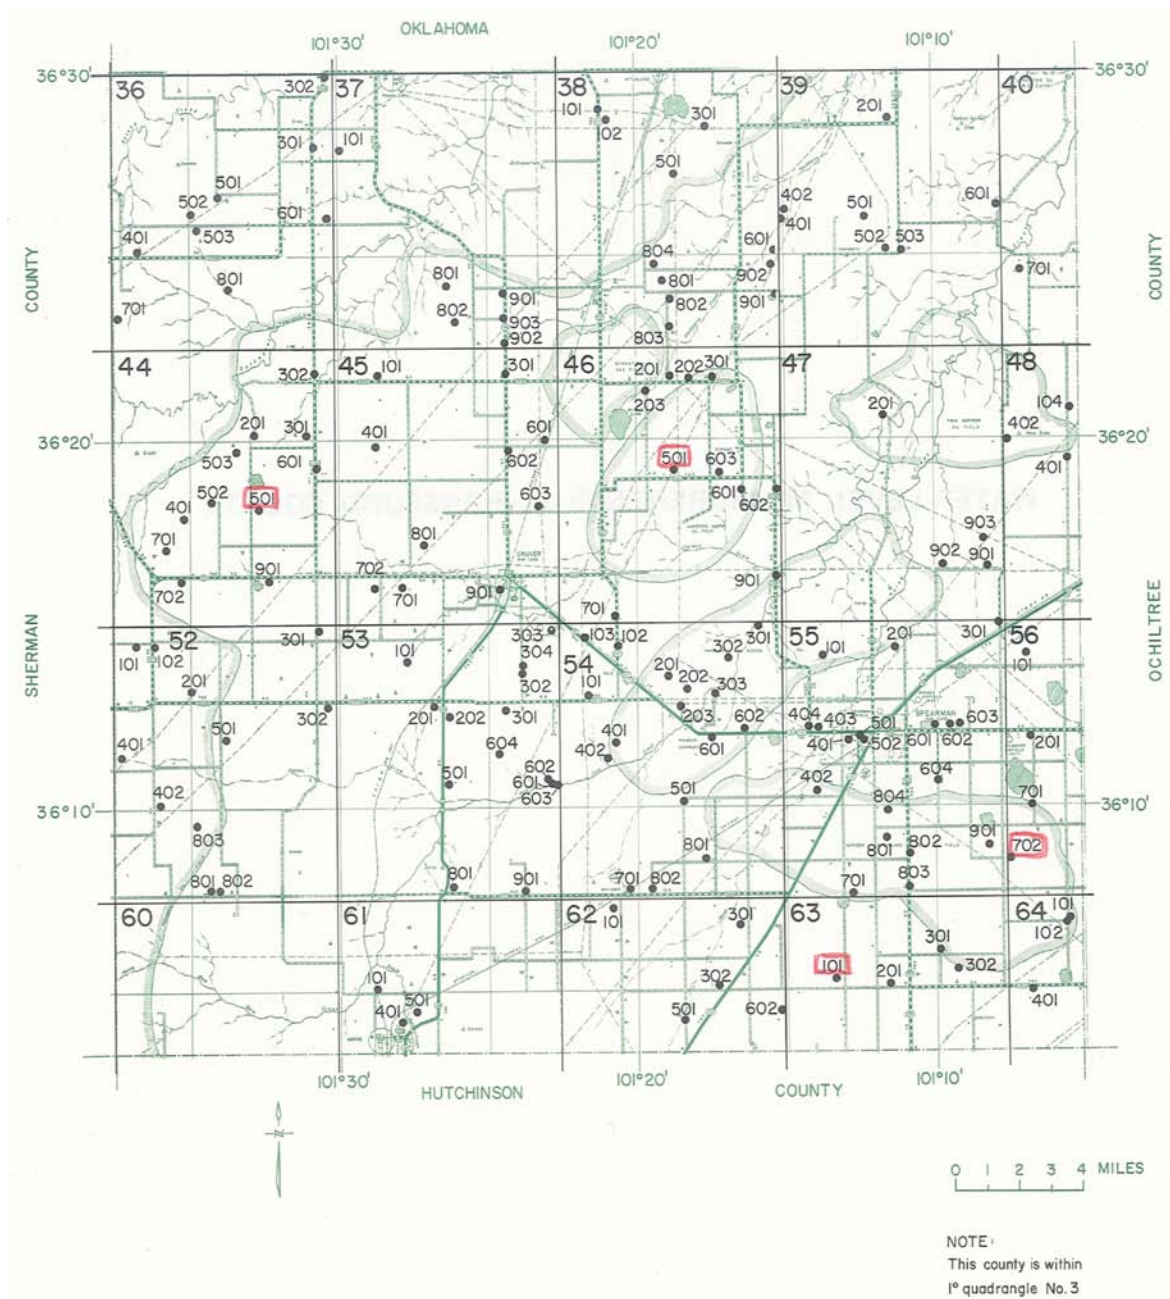 OKLAHOMA
101°30' 101°20' 101°10'
36°30' 36°30'
36 302 37 38 39 40
101 02 301 201
301 101
501 501
502 503 601 402 401 501 601
401 601 502 503
804
801 801 801 902 701
701 802 901 802 901
903 803
902
COUNTY COUNTY
44 302 45 101 301 46 201 202 301 47 48
203 104
201 301 401 601 201 402
36°20' 36°20'
503 601 602 501 603 401
502 501 603 601 602
401
701 801 903
902 901
702 901 702 701 901 901
GRUVER
701
52 301 53 303 103 102 301 55 201 301 56
101 102 101 304 54 302 101 101
302 101 201 202 303
201
302 201 202 301 203 602 404 403 501 SPEARMAN 603
501 401 601 401 502 601 602 201
401 604 402
602 604
501 601 501 402 701
402 603 804
36°10' 36°10'
803 801 801 802 901 702
801 802 801 901 701 802 803 701
SHERMAN OCHILTREE
60 61 62 101 301 63 64 101
102
301
101 302 101 201 302
501 401
401 501 602
101°30' 101°20' 101°10'
HUTCHINSON COUNTY
N
0 1 2 3 4 MILES
NOTE:
This county is within
1° quadrangle No. 3